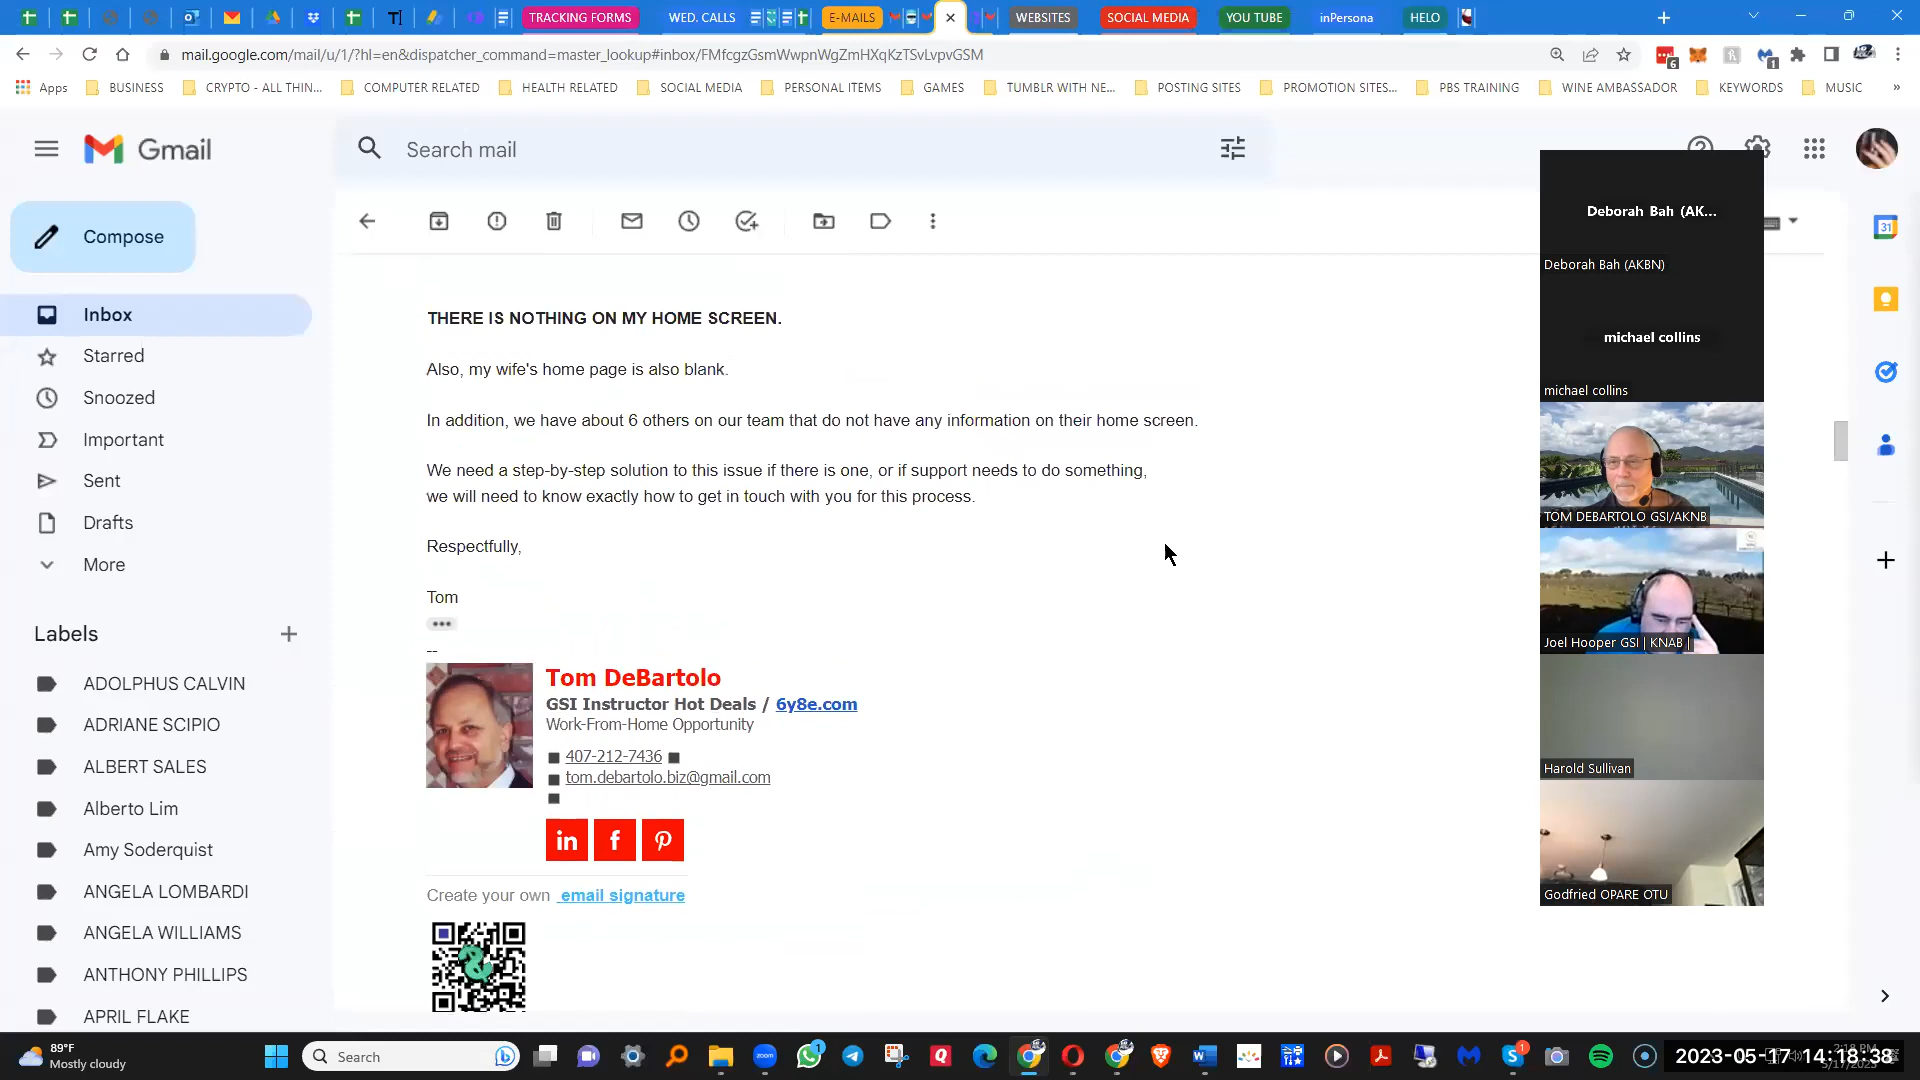 TRACKING FORMS
WED. CALLS
E-MAILS
WEBSITES
SOCIAL MEDIA
YOU TUBE
inPersona
HELO
mail.google.com/mail/u/1/?hl=en&dispatcher_command=master_lookup#inbox/FMfcgzGsmWwpnWgZmHXqKzTSvLvpvGSM
6
1
Apps
BUSINESS
CRYPTO - ALL THIN...
COMPUTER RELATED
HEALTH RELATED
SOCIAL MEDIA
PERSONAL ITEMS
GAMES
TUMBLR WITH NE...
POSTING SITES
PROMOTION SITES...
PBS TRAINING
WINE AMBASSADOR
KEYWORDS
MUSIC
Gmail
Search mail
Compose
Inbox
Starred
Snoozed
Important
Sent
Drafts
More
Labels
ADOLPHUS CALVIN
ADRIANE SCIPIO
ALBERT SALES
Alberto Lim
Amy Soderquist
ANGELA LOMBARDI
ANGELA WILLIAMS
ANTHONY PHILLIPS
APRIL FLAKE
THERE IS NOTHING ON MY HOME SCREEN.
Also, my wife's home page is also blank.
In addition, we have about 6 others on our team that do not have any information on their home screen.
We need a step-by-step solution to this issue if there is one, or if support needs to do something,
we will need to know exactly how to get in touch with you for this process.
Respectfully,
Tom
--
Tom DeBartolo
GSI Instructor Hot Deals / 6y8e.com
Work-From-Home Opportunity
407-212-7436
tom.debartolo.biz@gmail.com
in f
Create your own email signature
Deborah Bah (AK...
Deborah Bah (AKBN)
michael collins
michael collins
TOM DEBARTOLO GSI/AKNB
Joel Hooper GSI | KNAB |
Harold Sullivan
Godfried OPARE OTU
31
89°F
Mostly cloudy
Search
zoom
1
1
2023-05-17 14:18:38